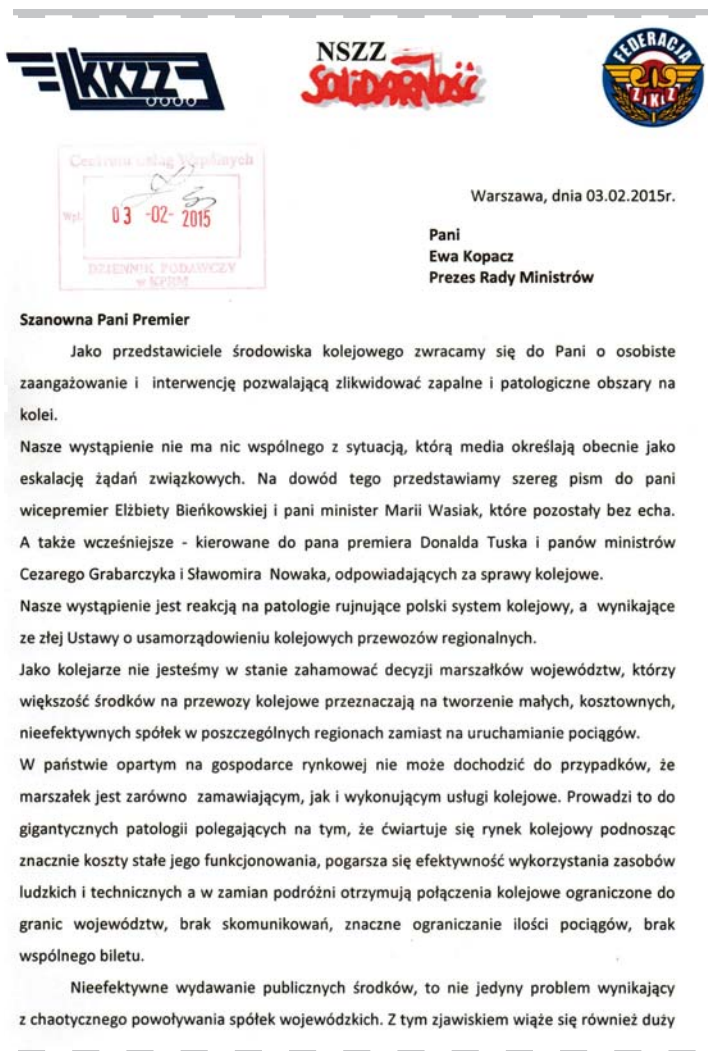 KKZZ
NSZZ
Solidarność
FEDERACJA
Z Z K
Centrum usług Wspólnych
Wpł. 03 -02- 2015
DZIENNIK PODAWCZY
w KPRM
Warszawa, dnia 03.02.2015r.
Pani
Ewa Kopacz
Prezes Rady Ministrów
Szanowna Pani Premier
Jako przedstawiciele środowiska kolejowego zwracamy się do Pani o osobiste
zaangażowanie i interwencję pozwalającą zlikwidować zapalne i patologiczne obszary na
kolei.
Nasze wystąpienie nie ma nic wspólnego z sytuacją, którą media określają obecnie jako
eskalację żądań związkowych. Na dowód tego przedstawiamy szereg pism do pani
wicepremier Elżbiety Bieńkowskiej i pani minister Marii Wasiak, które pozostały bez echa.
A także wcześniejsze - kierowane do pana premiera Donalda Tuska i panów ministrów
Cezarego Grabarczyka i Sławomira Nowaka, odpowiadających za sprawy kolejowe.
Nasze wystąpienie jest reakcją na patologie rujnujące polski system kolejowy, a wynikające
ze złej Ustawy o usamorządowieniu kolejowych przewozów regionalnych.
Jako kolejarze nie jesteśmy w stanie zahamować decyzji marszałków województw, którzy
większość środków na przewozy kolejowe przeznaczają na tworzenie małych, kosztownych,
nieefektywnych spółek w poszczególnych regionach zamiast na uruchamianie pociągów.
W państwie opartym na gospodarce rynkowej nie może dochodzić do przypadków, że
marszałek jest zarówno zamawiającym, jak i wykonującym usługi kolejowe. Prowadzi to do
gigantycznych patologii polegających na tym, że ćwiartuje się rynek kolejowy podnosząc
znacznie koszty stałe jego funkcjonowania, pogarsza się efektywność wykorzystania zasobów
ludzkich i technicznych a w zamian podróżni otrzymują połączenia kolejowe ograniczone do
granic województw, brak skomunikowań, znaczne ograniczanie ilości pociągów, brak
wspólnego biletu.
Nieefektywne wydawanie publicznych środków, to nie jedyny problem wynikający
z chaotycznego powoływania spółek wojewódzkich. Z tym zjawiskiem wiąże się również duży